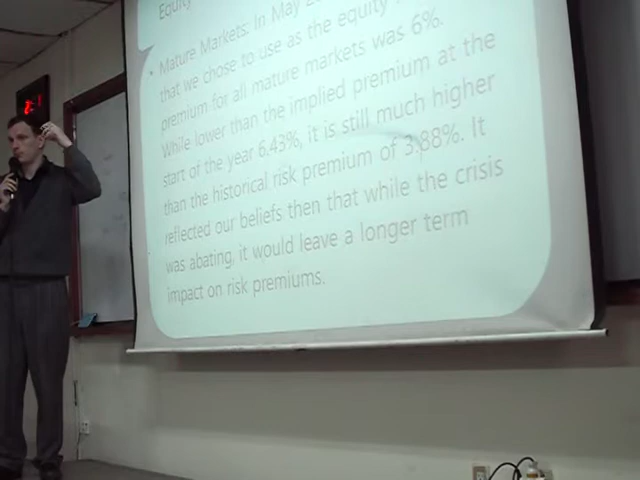 Equity
• Mature Markets: In May
that we chose to use as the equity
premium for all mature markets was 6%.
While lower than the implied premium at the
start of the year 6.43%, it is still much higher
than the historical risk premium of 3.88%. It
reflected our beliefs then that while the crisis
was abating, it would leave a longer term
impact on risk premiums.